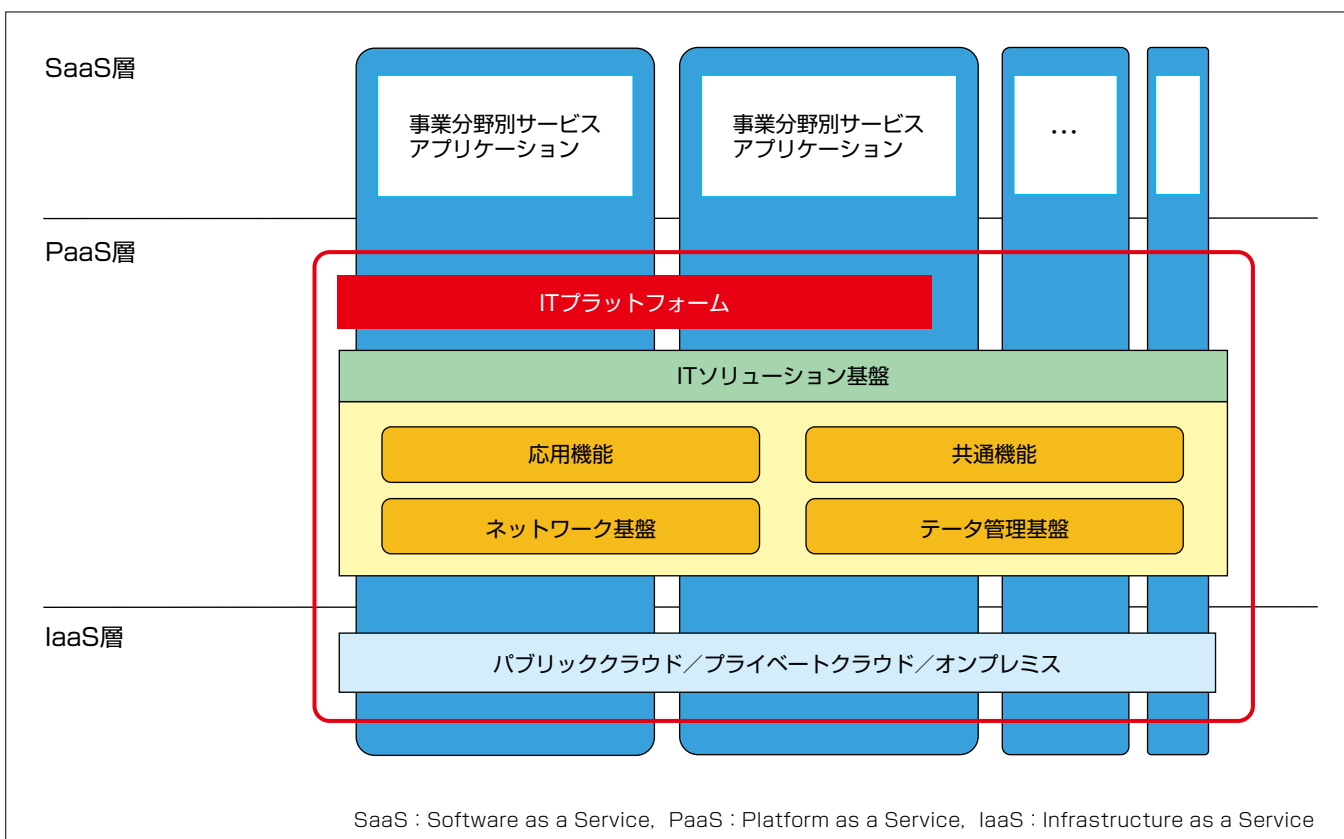 SaaS層
事業分野別サービス
アプリケーション
事業分野別サービス
アプリケーション
…
PaaS層
ITプラットフォーム
ITソリューション基盤
応用機能
共通機能
ネットワーク基盤
テータ管理基盤
IaaS層
パブリッククラウド／プライベートクラウド／オンプレミス
SaaS：Software as a Service, PaaS：Platform as a Service, IaaS：Infrastructure as a Service